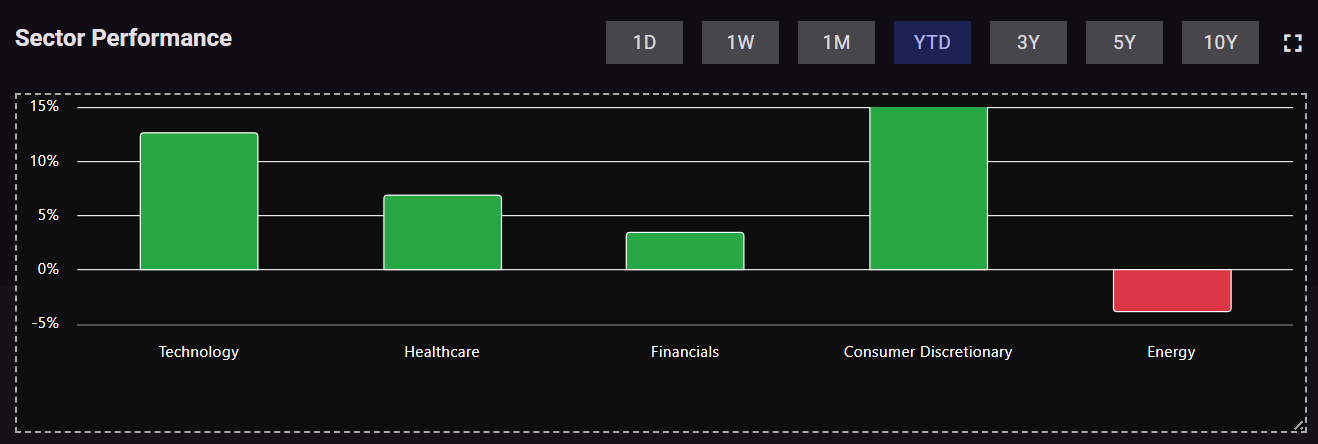 Sector Performance
1D 1W 1M YTD 3Y 5Y 10Y
15%
10%
5%
0%
-5%
Technology Healthcare Financials Consumer Discretionary Energy